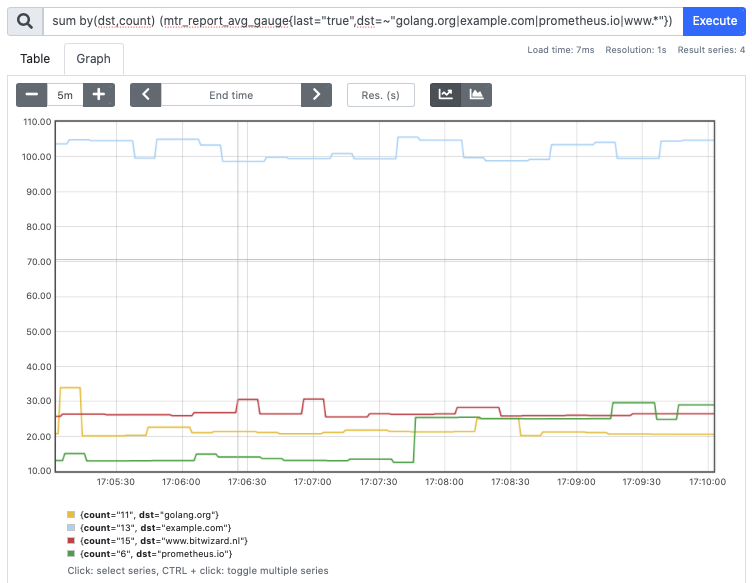 sum by(dst,count) (mtr_report_avg_gauge{last="true",dst=~"golang.org|example.com|prometheus.io|www.*"})
Execute
Load time: 7ms Resolution: 1s Result series: 4
Table Graph
5m End time Res. (s)
110.00
100.00
90.00
80.00
70.00
60.00
50.00
40.00
30.00
20.00
10.00
17:05:30 17:06:00 17:06:30 17:07:00 17:07:30 17:08:00 17:08:30 17:09:00 17:09:30 17:10:00
{count="11", dst="golang.org"}
{count="13", dst="example.com"}
{count="15", dst="www.bitwizard.nl"}
{count="6", dst="prometheus.io"}
Click: select series, CTRL + click: toggle multiple series